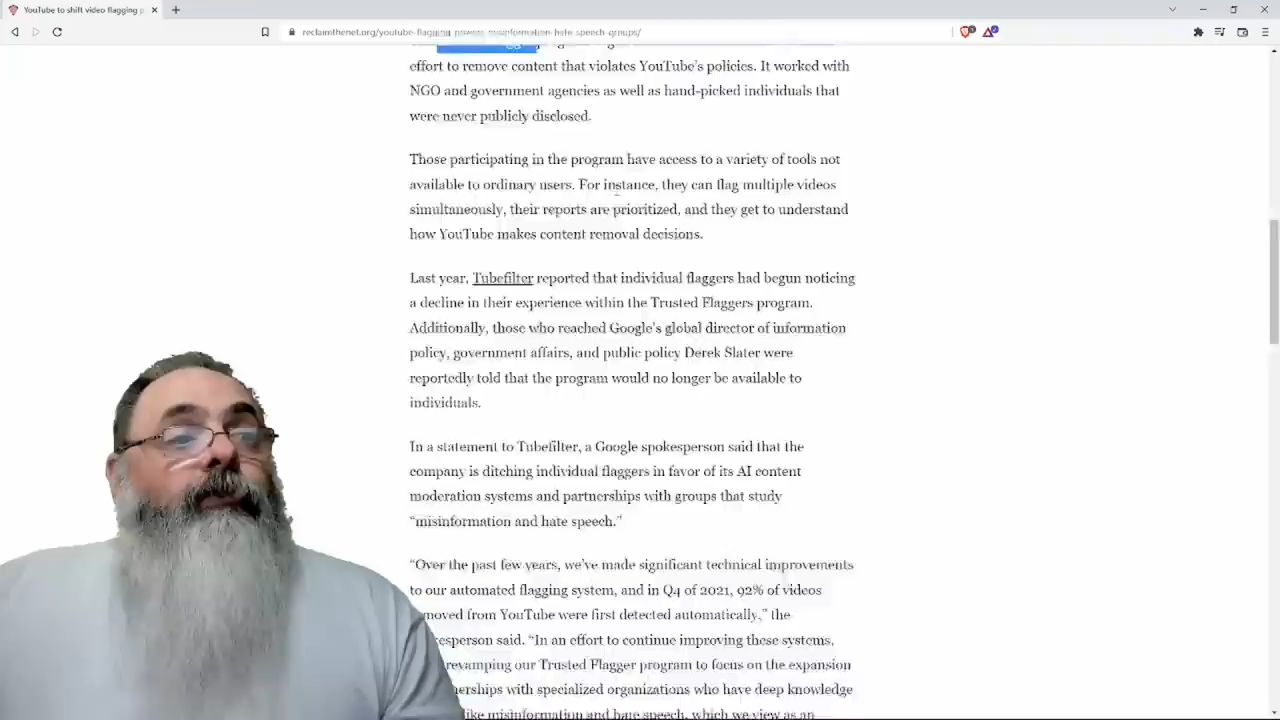 YouTube to shift video flagging p
reclaimthenet.org/youtube-flagging-powers-misinformation-hate-speech-groups/
effort to remove content that violates YouTube's policies. It worked with
NGO and government agencies as well as hand-picked individuals that
were never publicly disclosed.
Those participating in the program have access to a variety of tools not
available to ordinary users. For instance, they can flag multiple videos
simultaneously, their reports are prioritized, and they get to understand
how YouTube makes content removal decisions.
Last year, Tubefilter reported that individual flaggers had begun noticing
a decline in their experience within the Trusted Flaggers program.
Additionally, those who reached Google's global director of information
policy, government affairs, and public policy Derek Slater were
reportedly told that the program would no longer be available to
individuals.
In a statement to Tubefilter, a Google spokesperson said that the
company is ditching individual flaggers in favor of its AI content
moderation systems and partnerships with groups that study
“misinformation and hate speech.”
“Over the past few years, we’ve made significant technical improvements
to our automated flagging system, and in Q4 of 2021, 92% of videos
moved from YouTube were first detected automatically,” the
esperson said. “In an effort to continue improving these systems,
revamping our Trusted Flagger program to focus on the expansion
nerships with specialized organizations who have deep knowledge
like misinformation and hate speech, which we view as an